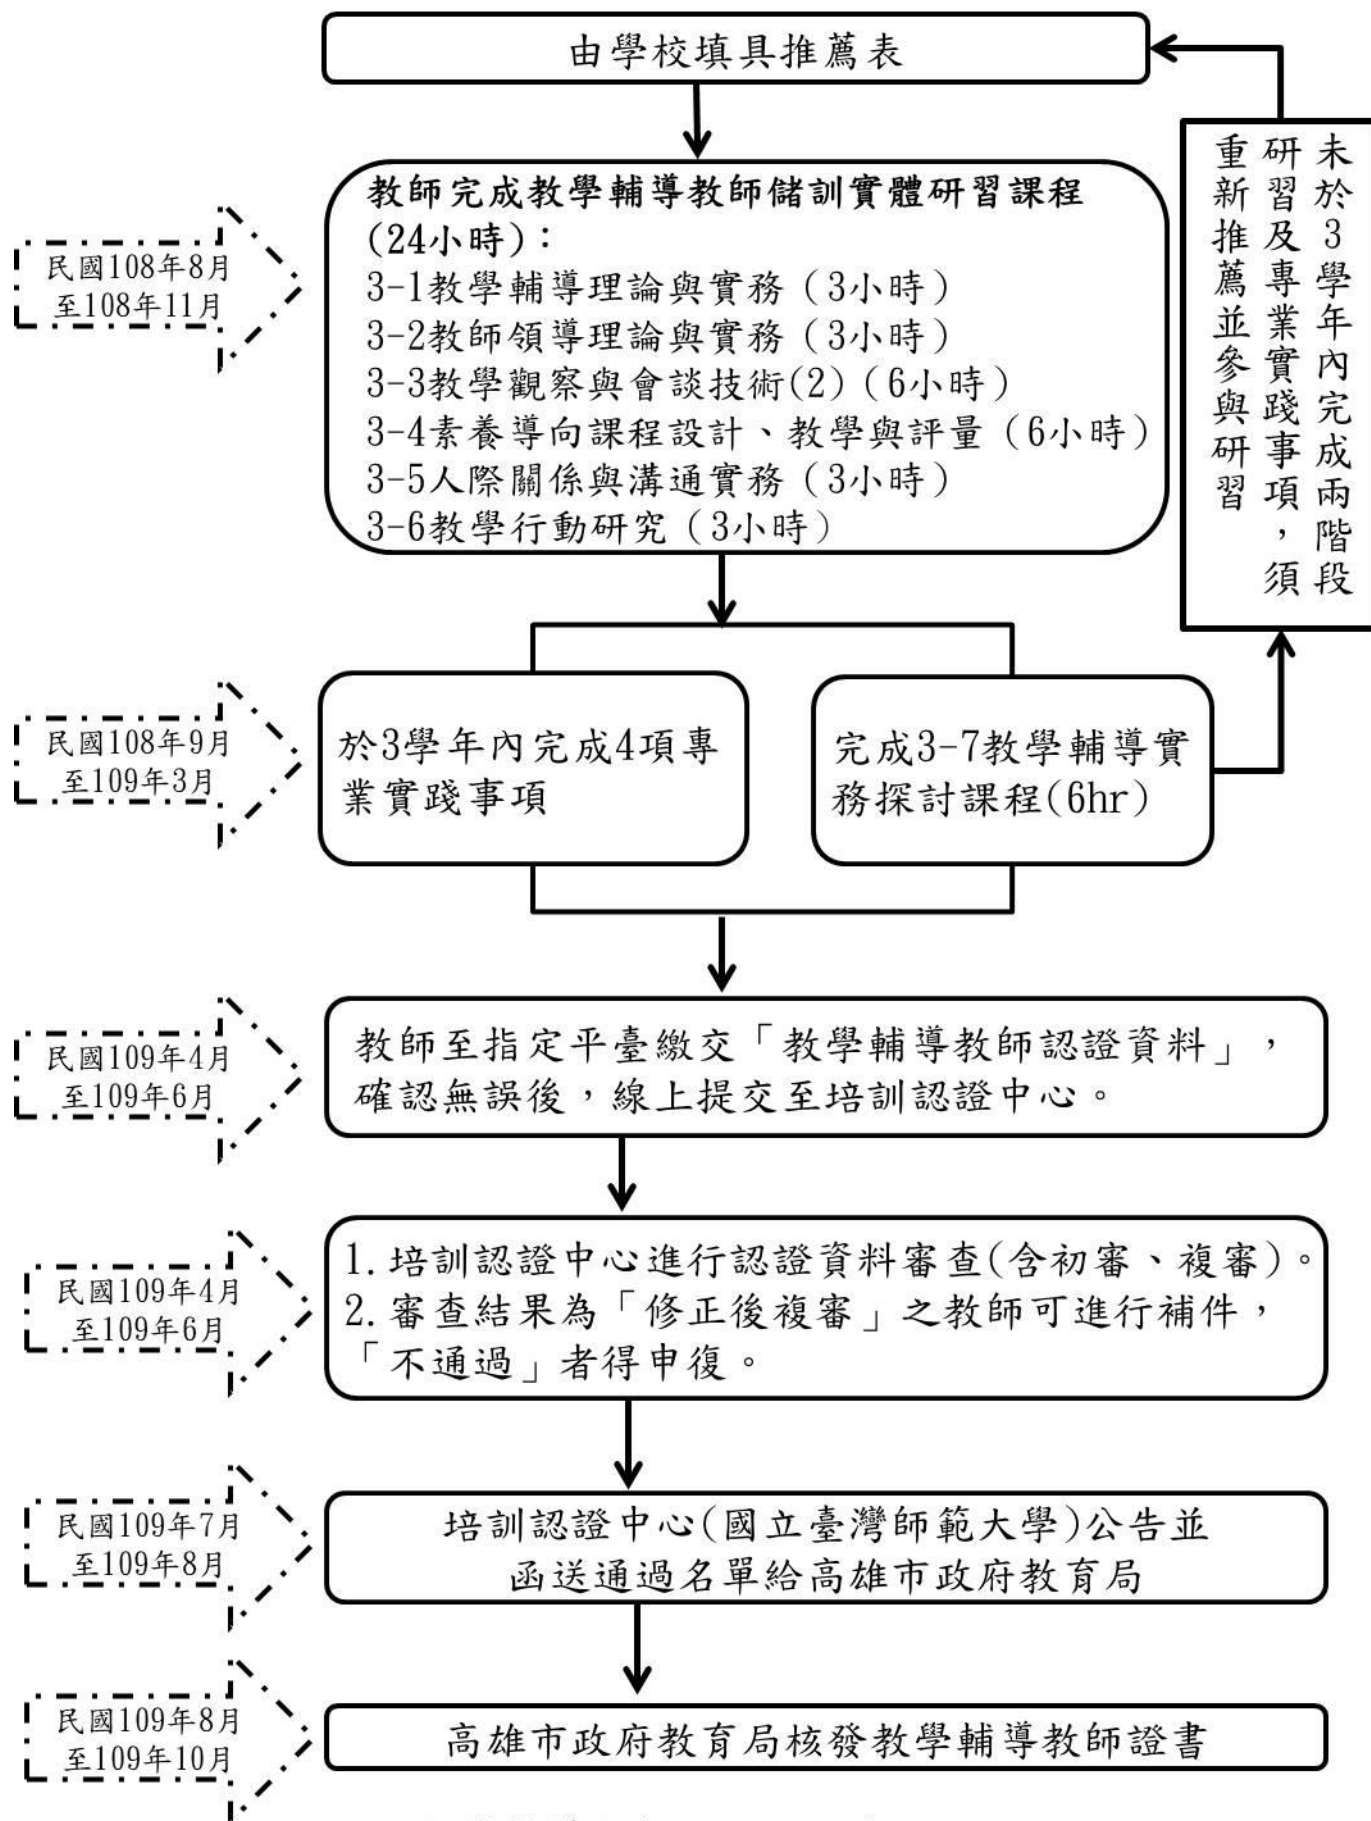 由學校填具推薦表
未於3學年內完成兩階段
研習及專業實踐事項，須
重新推薦並參與研習
民國108年8月
至108年11月
教師完成教學輔導教師儲訓實體研習課程
(24小時)：
3-1教學輔導理論與實務（3小時）
3-2教師領導理論與實務（3小時）
3-3教學觀察與會談技術(2)（6小時）
3-4素養導向課程設計、教學與評量（6小時）
3-5人際關係與溝通實務（3小時）
3-6教學行動研究（3小時）
民國108年9月
至109年3月
於3學年內完成4項專
業實踐事項
完成3-7教學輔導實
務探討課程(6hr)
民國109年4月
至109年6月
教師至指定平臺繳交「教學輔導教師認證資料」，
確認無誤後，線上提交至培訓認證中心。
民國109年4月
至109年6月
1.培訓認證中心進行認證資料審查(含初審、複審)。
2.審查結果為「修正後複審」之教師可進行補件，
「不通過」者得申復。
民國109年7月
至109年8月
培訓認證中心(國立臺灣師範大學)公告並
函送通過名單給高雄市政府教育局
民國109年8月
至109年10月
高雄市政府教育局核發教學輔導教師證書